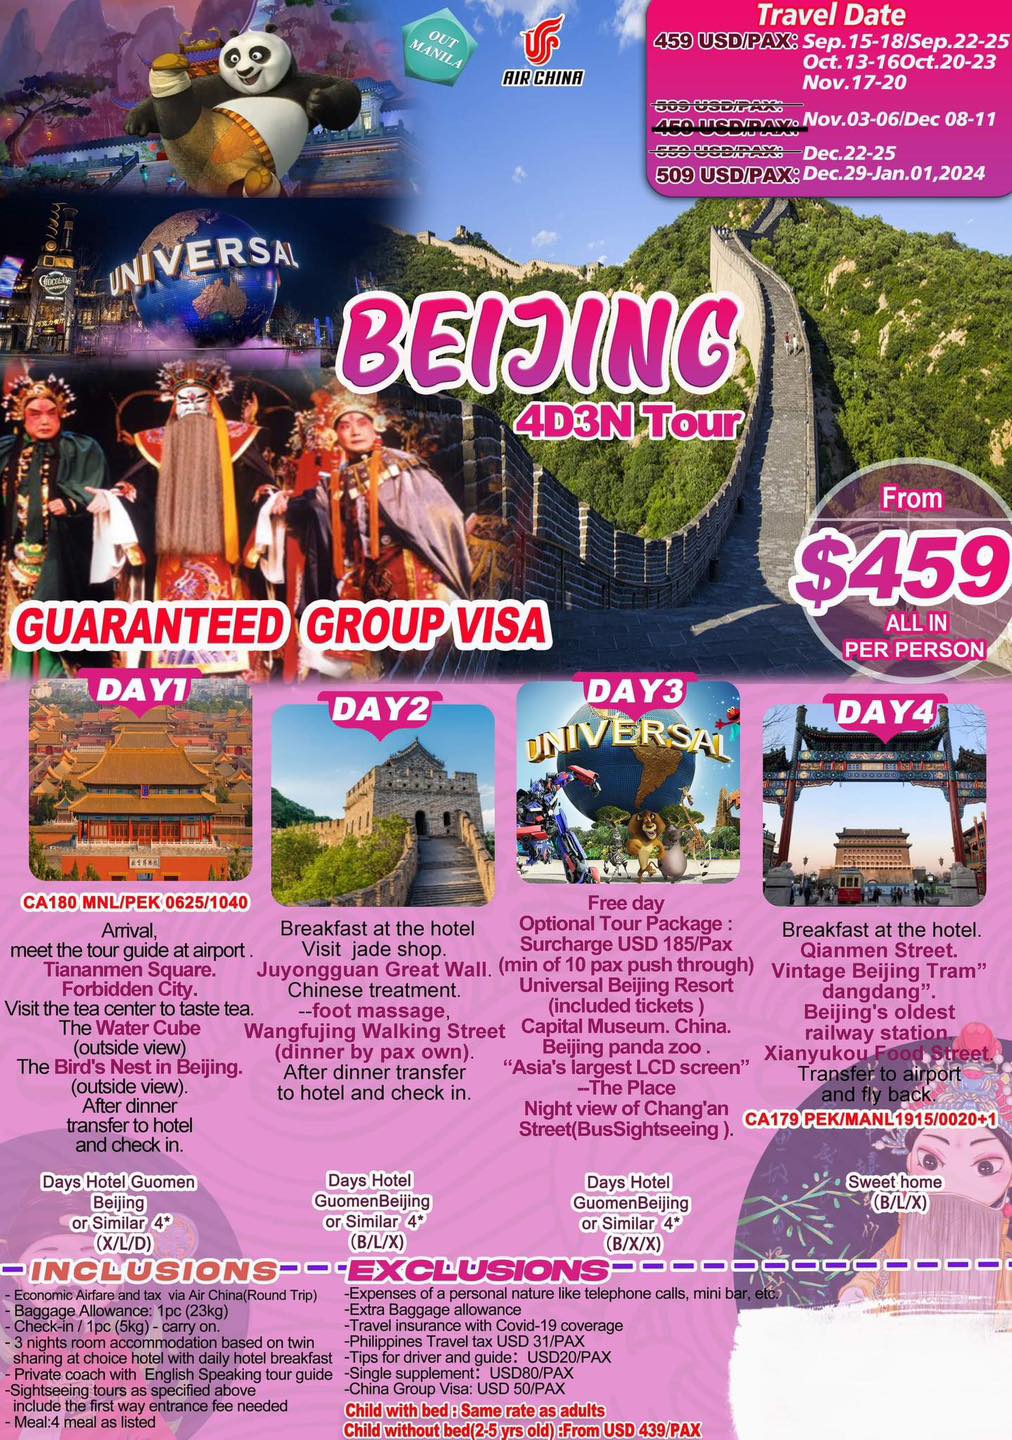 OUT
MANILA
AIR CHINA
Travel Date
459 USD/PAX: Sep.15-18/Sep.22-25
Oct.13-16Oct.20-23
Nov.17-20
509 USD/PAX:
459 USD/PAX: Nov.03-06/Dec 08-11
559 USD/PAX: Dec.22-25
509 USD/PAX: Dec.29-Jan.01,2024
UNIVERSAL
CHOCOLATE
BEIJING
4D3N Tour
From
$459
ALL IN
PER PERSON
GUARANTEED GROUP VISA
DAY1
CA180 MNL/PEK 0625/1040
Arrival,
meet the tour guide at airport .
Tiananmen Square.
Forbidden City.
Visit the tea center to taste tea.
The Water Cube
(outside view)
The Bird's Nest in Beijing.
(outside view).
After dinner
transfer to hotel
and check in.
Days Hotel Guomen
Beijing
or Similar 4*
(X/L/D)
DAY2
Breakfast at the hotel
Visit jade shop.
Juyongguan Great Wall.
Chinese treatment.
--foot massage,
Wangfujing Walking Street
(dinner by pax own).
After dinner transfer
to hotel and check in.
Days Hotel
GuomenBeijing
or Similar 4*
(B/L/X)
DAY3
UNIVERSAL
Free day
Optional Tour Package :
Surcharge USD 185/Pax
(min of 10 pax push through)
Universal Beijing Resort
(included tickets )
Capital Museum. China.
Beijing panda zoo .
“Asia's largest LCD screen”
--The Place
Night view of Chang'an
Street(BusSightseeing ).
Days Hotel
GuomenBeijing
or Similar 4*
(B/X/X)
DAY4
Breakfast at the hotel.
Qianmen Street.
Vintage Beijing Tram”
dangdang”.
Beijing's oldest
railway station
Xianyukou Food Street.
Transfer to airport
and fly back.
CA179 PEK/MANL1915/0020+1
Sweet home
(B/L/X)
INCLUSIONS
- Economic Airfare and tax via Air China(Round Trip)
- Baggage Allowance: 1pc (23kg)
- Check-in / 1pc (5kg) - carry on.
- 3 nights room accommodation based on twin
sharing at choice hotel with daily hotel breakfast
- Private coach with English Speaking tour guide
-Sightseeing tours as specified above
include the first way entrance fee needed
- Meal:4 meal as listed
EXCLUSIONS
-Expenses of a personal nature like telephone calls, mini bar, etc.
-Extra Baggage allowance
-Travel insurance with Covid-19 coverage
-Philippines Travel tax USD 31/PAX
-Tips for driver and guide：USD20/PAX
-Single supplement：USD80/PAX
-China Group Visa: USD 50/PAX
Child with bed : Same rate as adults
Child without bed(2-5 yrs old) :From USD 439/PAX